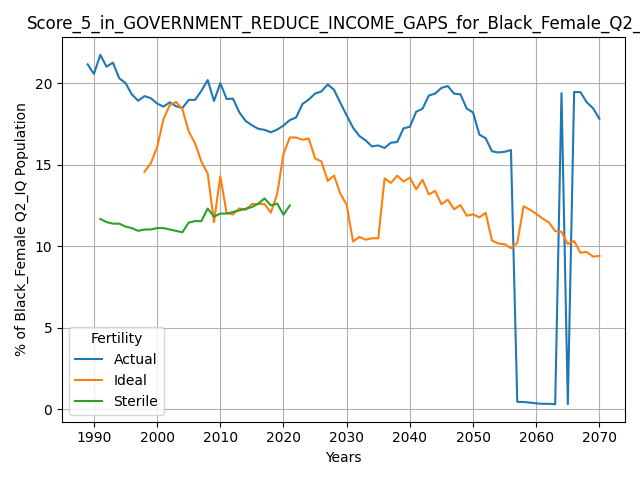 Score_5_in_GOVERNMENT_REDUCE_INCOME_GAPS_for_Black_Female_Q2_
% of Black_Female Q2_IQ Population
20
15
10
5
0
Fertility
Actual
Ideal
Sterile
1990 2000 2010 2020 2030 2040 2050 2060 2070
Years